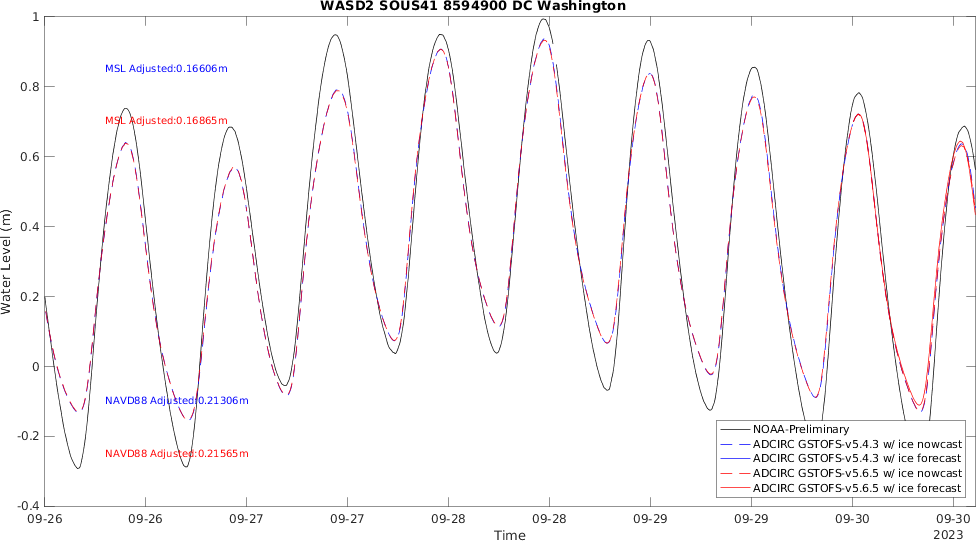 WASD2 SOUS41 8594900 DC Washington
1
0.8
0.6
0.4
0.2
0
-0.2
-0.4
Water Level (m)
MSL Adjusted:0.16606m
MSL Adjusted:0.16865m
NAVD88 Adjusted:0.21306m
NAVD88 Adjusted:0.21565m
NOAA-Preliminary
ADCIRC GSTOFS-v5.4.3 w/ ice nowcast
ADCIRC GSTOFS-v5.4.3 w/ ice forecast
ADCIRC GSTOFS-v5.6.5 w/ ice nowcast
ADCIRC GSTOFS-v5.6.5 w/ ice forecast
09-26 09-26 09-27 09-27 09-28 09-28 09-29 09-29 09-30 09-30
Time
2023